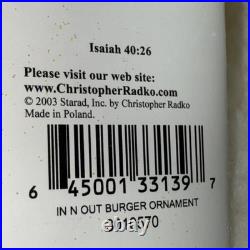 Isaiah 40:26
Please visit our web site:
www.ChristopherRadko.com
© 2003 Starad, Inc. by Christopher Radko
Made in Poland.
6 45001 33139 7
IN N OUT BURGER ORNAMENT